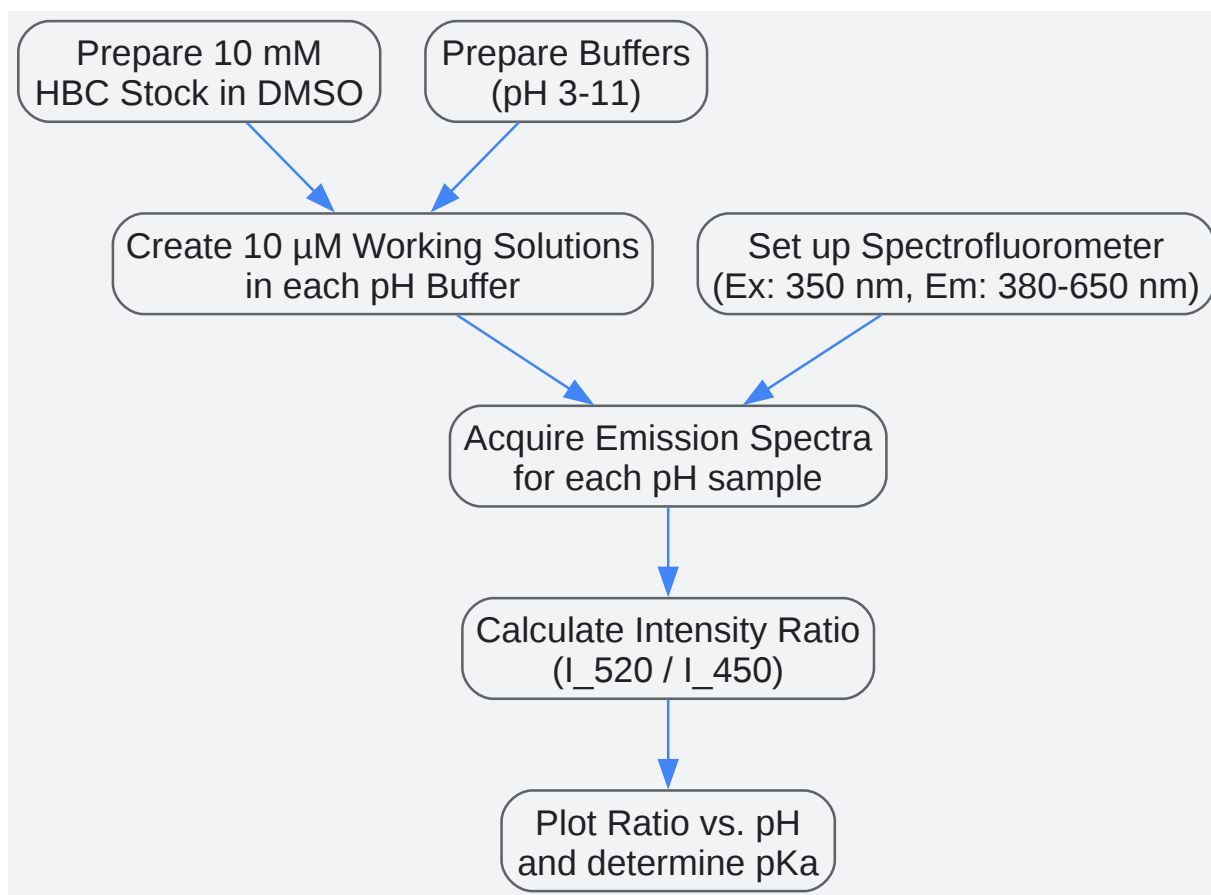 Prepare 10 mM
HBC Stock in DMSO
Prepare Buffers
(pH 3-11)
Create 10 µM Working Solutions
in each pH Buffer
Set up Spectrofluorometer
(Ex: 350 nm, Em: 380-650 nm)
Acquire Emission Spectra
for each pH sample
Calculate Intensity Ratio
(I_520 / I_450)
Plot Ratio vs. pH
and determine pKa